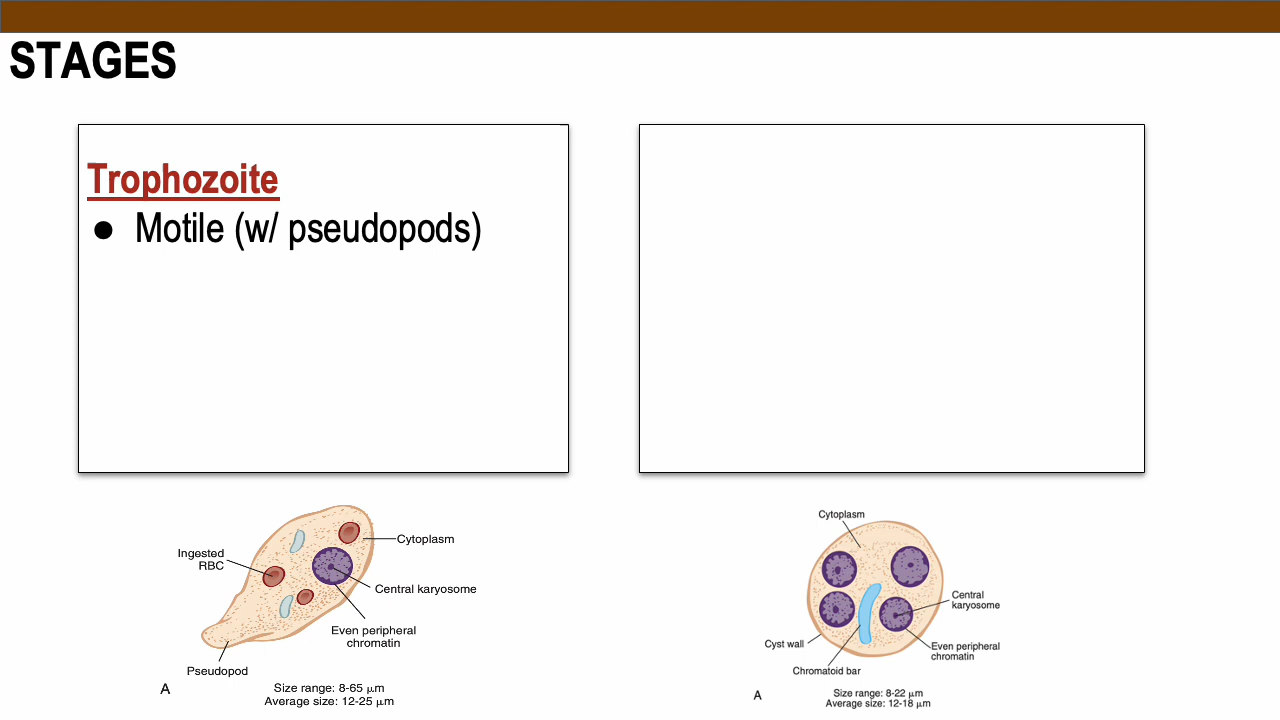 STAGES
Trophozoite
● Motile (w/ pseudopods)
Ingested
RBC
Cytoplasm
Central karyosome
Even peripheral
chromatin
Pseudopod
A
Size range: 8-65 μm
Average size: 12-25 μm
Cytoplasm
Central
karyosome
Cyst wall
Even peripheral
chromatin
Chromatoid bar
A
Size range: 8-22 μm
Average size: 12-18 μm